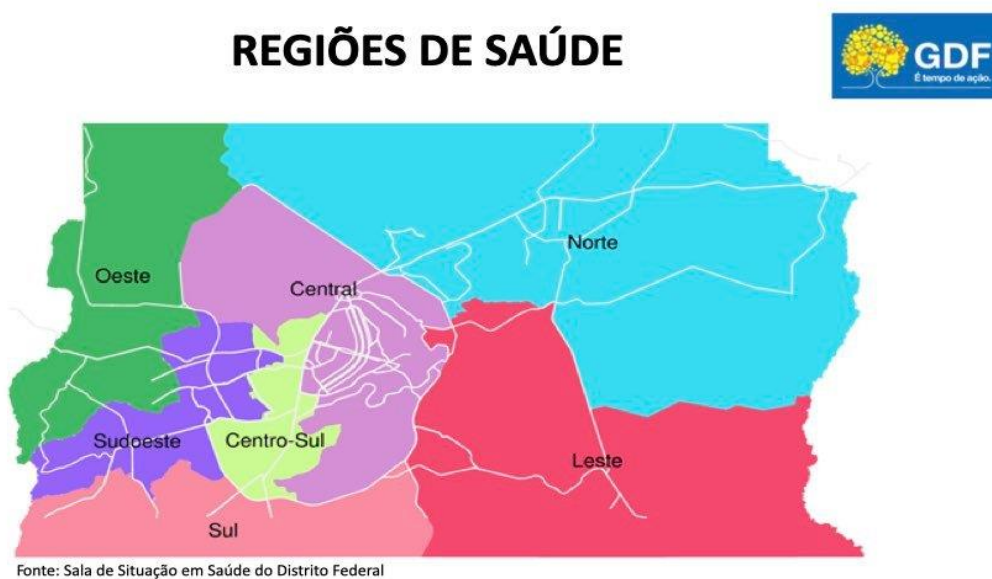 REGIÕES DE SAÚDE
GDF
É tempo de ação.
Norte
Oeste
Central
Sudoeste
Centro-Sul
Leste
Sul
Fonte: Sala de Situação em Saúde do Distrito Federal